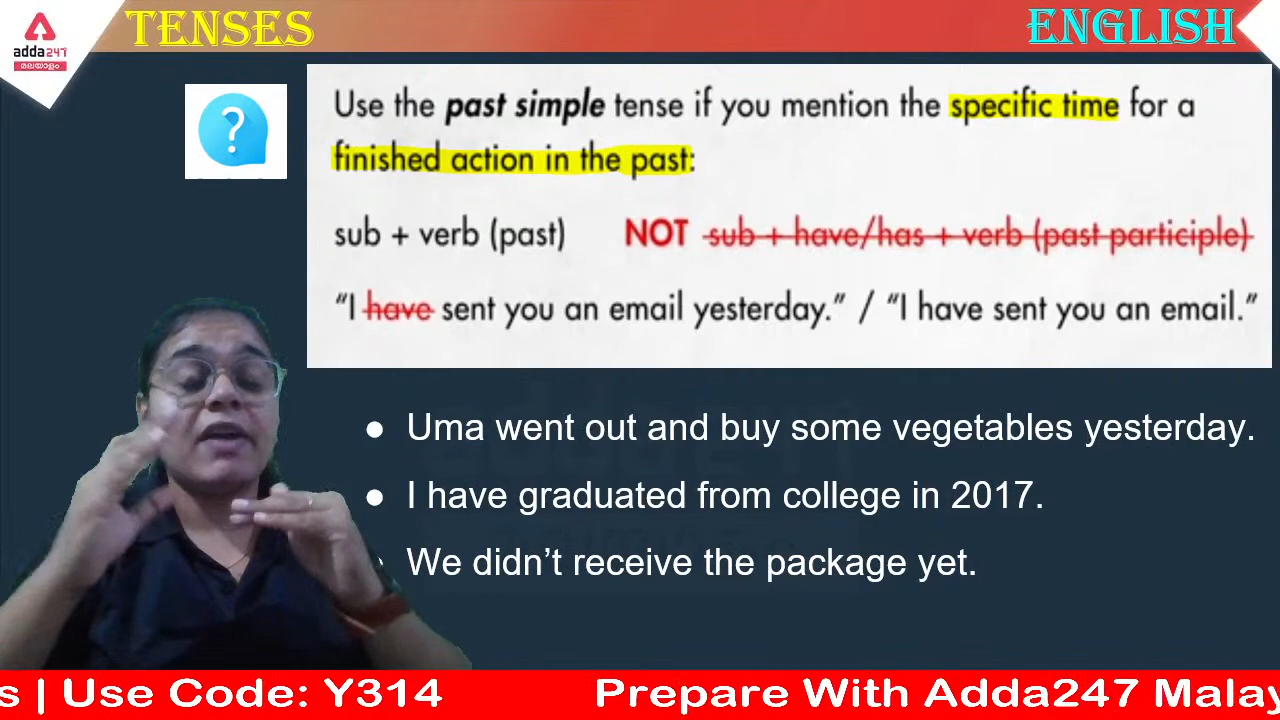 TENSES
ENGLISH
adda247
മലയാളം
Use the past simple tense if you mention the specific time for a
finished action in the past:
sub + verb (past) NOT sub + have/has + verb (past participle)
“I have sent you an email yesterday.” / “I have sent you an email.”
● Uma went out and buy some vegetables yesterday.
● I have graduated from college in 2017.
We didn’t receive the package yet.
s | Use Code: Y314 Prepare With Adda247 Malay